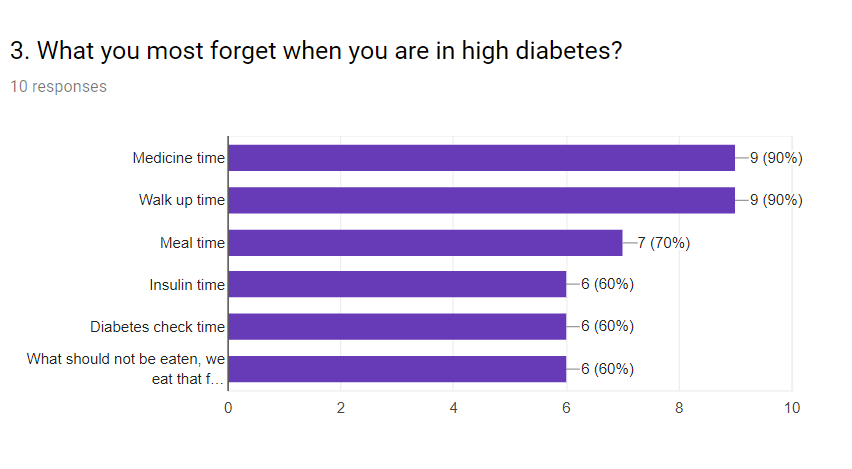 3. What you most forget when you are in high diabetes?
10 responses
Medicine time
9 (90%)
Walk up time
9 (90%)
Meal time
7 (70%)
Insulin time
6 (60%)
Diabetes check time
6 (60%)
What should not be eaten, we
eat that f...
6 (60%)
0 2 4 6 8 10